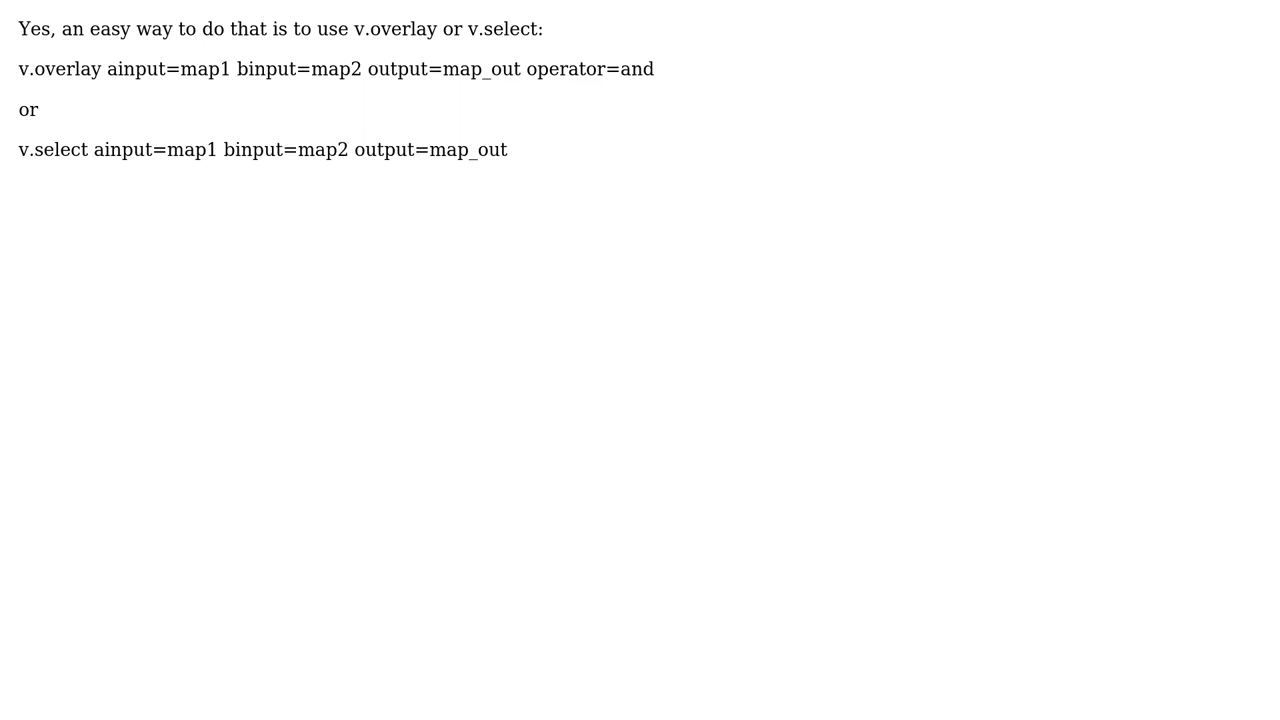 Yes, an easy way to do that is to use v.overlay or v.select:
v.overlay ainput=map1 binput=map2 output=map_out operator=and
or
v.select ainput=map1 binput=map2 output=map_out